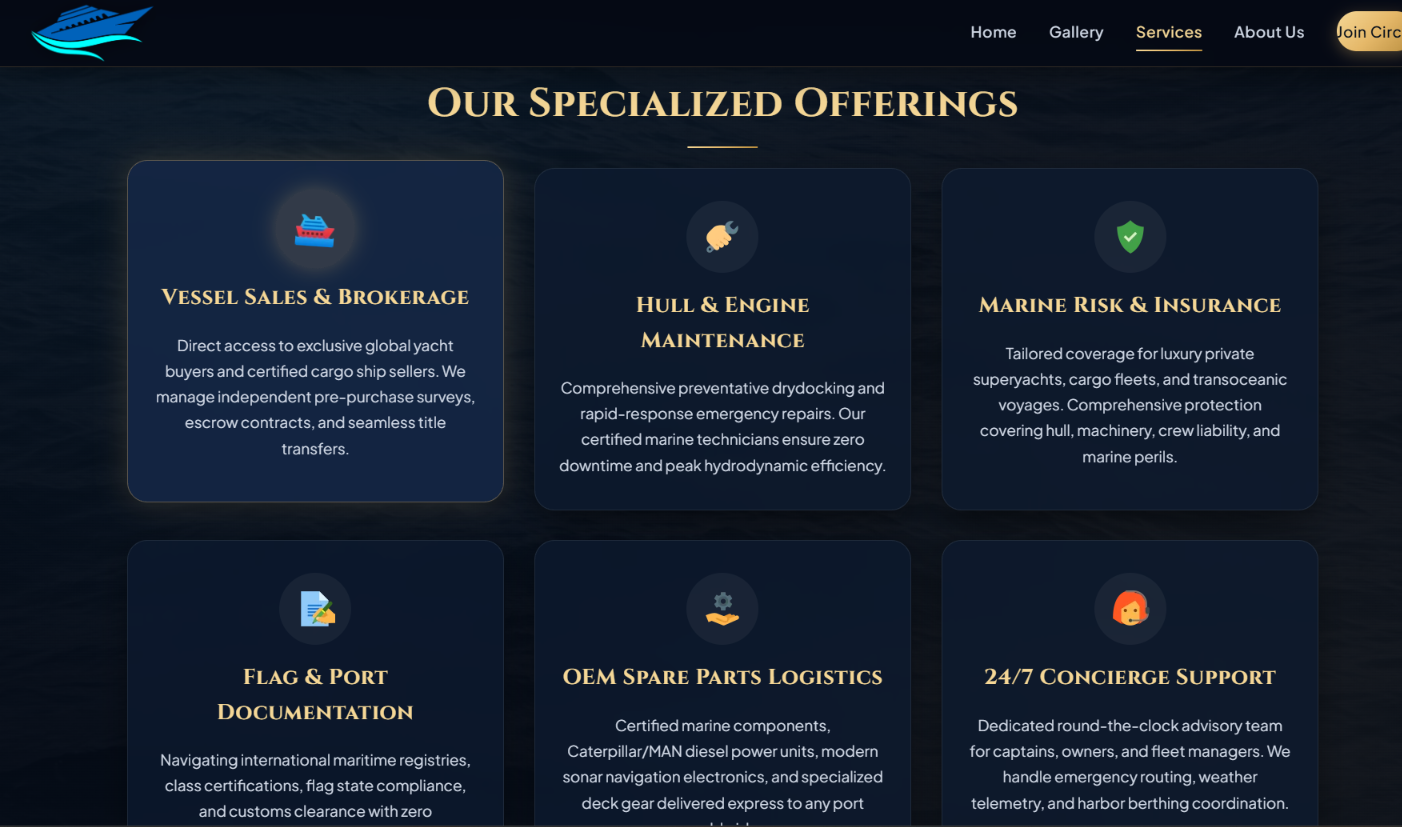 Home
Gallery
Services
About Us
Join Circ
Our Specialized Offerings
Vessel Sales & Brokerage
Direct access to exclusive global yacht
buyers and certified cargo ship sellers. We
manage independent pre-purchase surveys,
escrow contracts, and seamless title
transfers.
Hull & Engine
Maintenance
Comprehensive preventative drydocking and
rapid-response emergency repairs. Our
certified marine technicians ensure zero
downtime and peak hydrodynamic efficiency.
Marine Risk & Insurance
Tailored coverage for luxury private
superyachts, cargo fleets, and transoceanic
voyages. Comprehensive protection
covering hull, machinery, crew liability, and
marine perils.
Flag & Port
Documentation
Navigating international maritime registries,
class certifications, flag state compliance,
and customs clearance with zero
OEM Spare Parts Logistics
Certified marine components,
Caterpillar/MAN diesel power units, modern
sonar navigation electronics, and specialized
deck gear delivered express to any port
24/7 Concierge Support
Dedicated round-the-clock advisory team
for captains, owners, and fleet managers. We
handle emergency routing, weather
telemetry, and harbor berthing coordination.